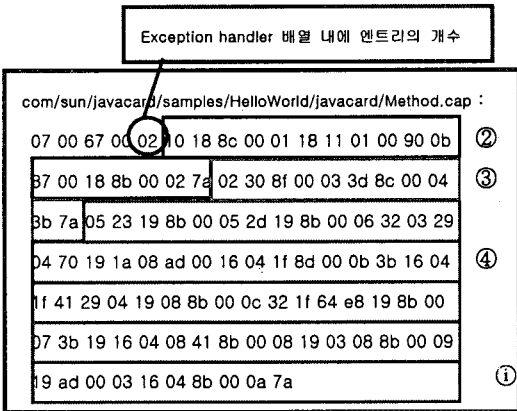 Exception handler 배열 내에 엔트리의 개수
com/sun/javacard/samples/HelloWorld/javacard/Method.cap :
07 00 67 00 02 10 18 8c 00 01 18 11 01 00 90 0b ②
87 00 18 8b 00 02 7a 02 30 8f 00 03 3d 8c 00 04 ③
3b 7a 05 23 19 8b 00 05 2d 19 8b 00 06 32 03 29
04 70 19 1a 08 ad 00 16 04 1f 8d 00 0b 3b 16 04 ④
1f 41 29 04 19 08 8b 00 0c 32 1f 64 e8 19 8b 00
07 3b 19 16 04 08 41 8b 00 08 19 03 08 8b 00 09
19 ad 00 03 16 04 8b 00 0a 7a ⓘ